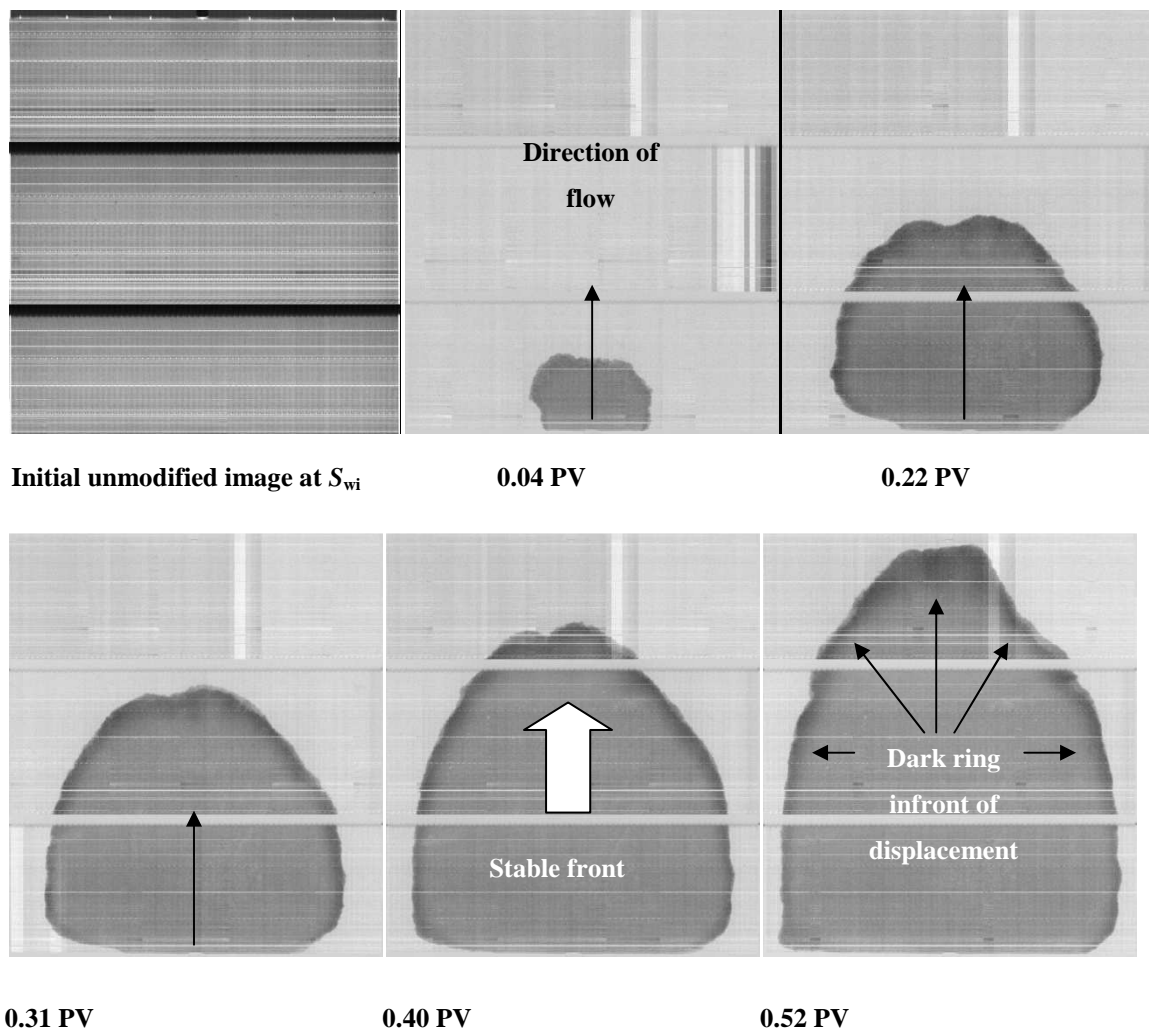 Direction of
flow
Initial unmodified image at Swi
0.04 PV
0.22 PV
Stable front
Dark ring
infront of
displacement
0.31 PV
0.40 PV
0.52 PV